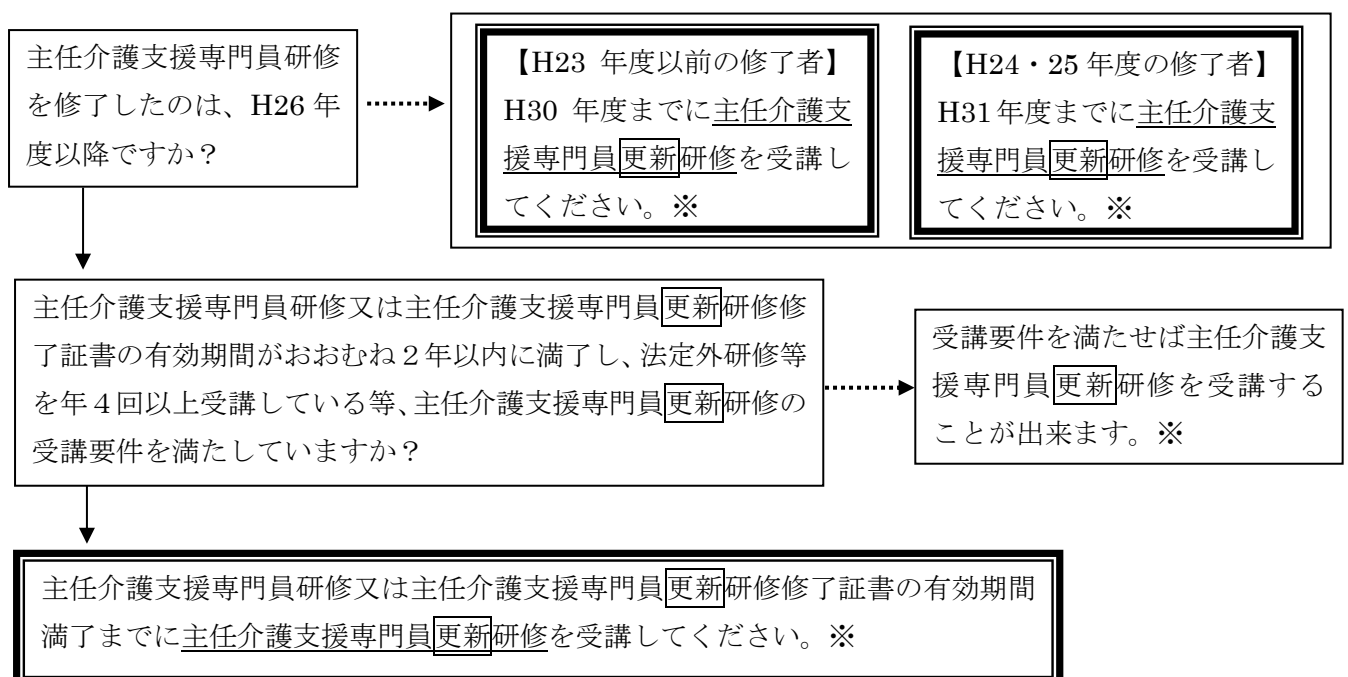 主任介護支援専門員研修
を修了したのは、H26 年
度以降ですか？
【H23 年度以前の修了者】
H30 年度までに主任介護支
援専門員更新研修を受講し
てください。※
【H24・25 年度の修了者】
H31 年度までに主任介護支
援専門員更新研修を受講し
てください。※
主任介護支援専門員研修又は主任介護支援専門員更新研修修
了証書の有効期間がおおむね２年以内に満了し、法定外研修等
を年４回以上受講している等、主任介護支援専門員更新研修の
受講要件を満たしていますか？
受講要件を満たせば主任介護支
援専門員更新研修を受講する
ことが出来ます。※
主任介護支援専門員研修又は主任介護支援専門員更新研修修了証書の有効期間
満了までに主任介護支援専門員更新研修を受講してください。※